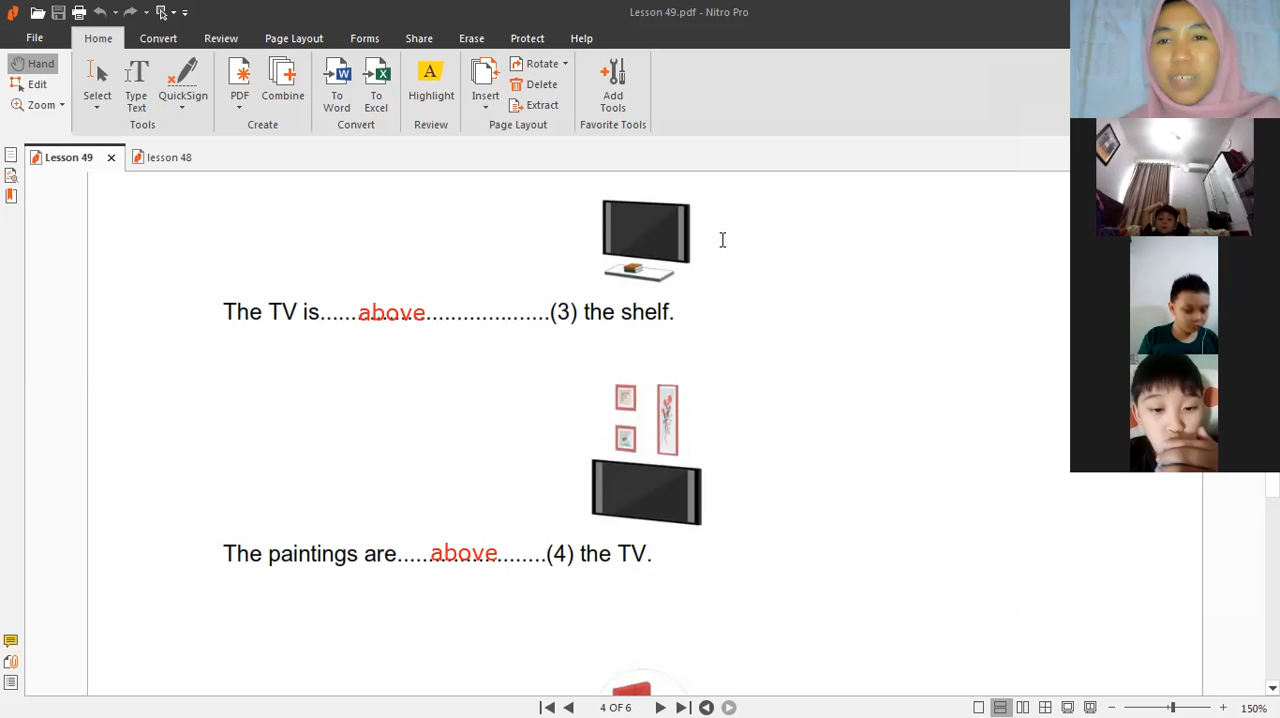 Lesson 49.pdf - Nitro Pro
File Home Convert Review Page Layout Forms Share Erase Protect Help
Hand
Edit
Zoom
Select
Type Text
QuickSign
Tools
PDF
Combine
Create
To Word
To Excel
Convert
A
Highlight
Review
Insert
Rotate
Delete
Extract
Page Layout
Add Tools
Favorite Tools
Lesson 49
lesson 48
The TV is.....above....................(3) the shelf.
The paintings are.....above........(4) the TV.
4 OF 6
150%